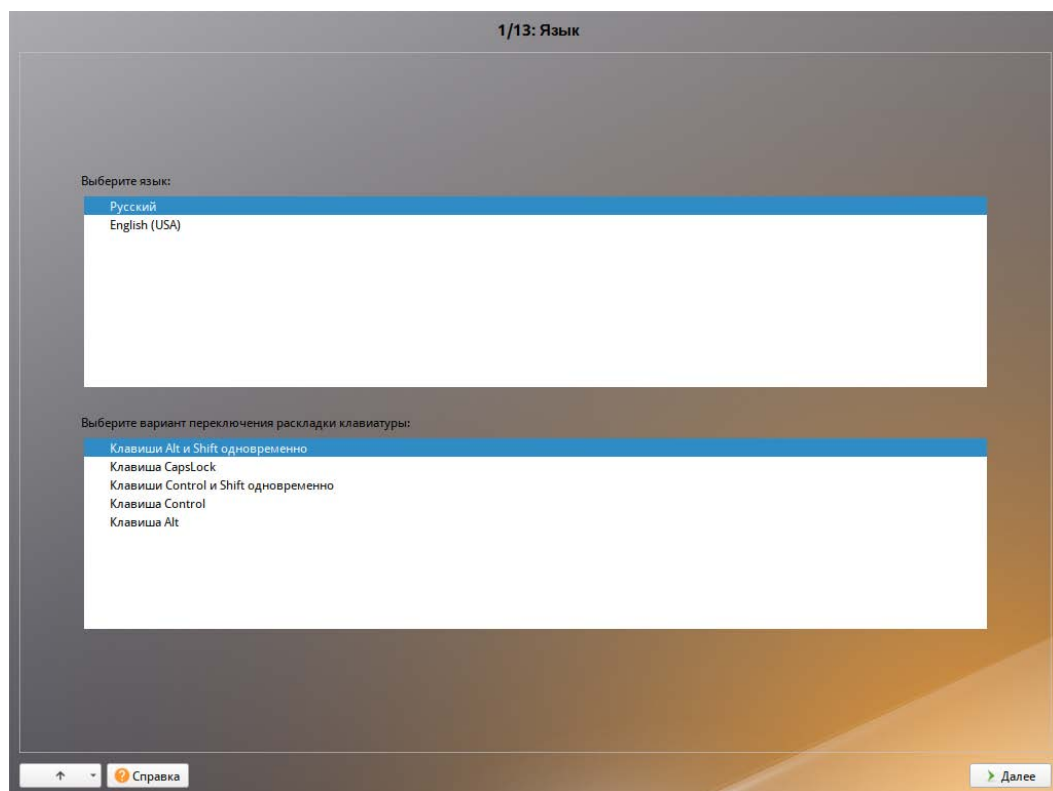 1/13: Язык
Выберите язык:
Русский
English (USA)
Выберите вариант переключения раскладки клавиатуры:
Клавиши Alt и Shift одновременно
Клавиша CapsLock
Клавиши Control и Shift одновременно
Клавиша Control
Клавиша Alt
Справка
Далее